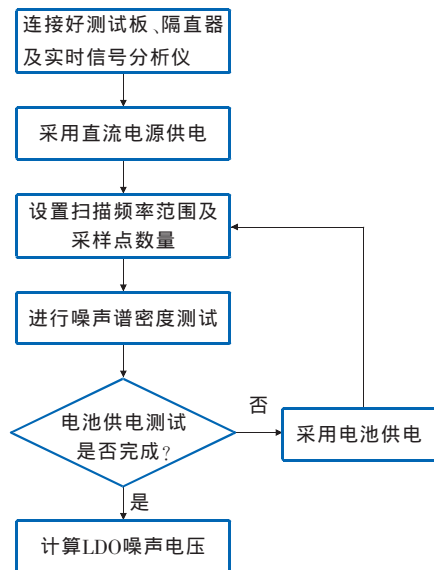 连接好测试板、隔直器
及实时信号分析仪
采用直流电源供电
设置扫描频率范围及
采样点数量
进行噪声谱密度测试
电池供电测试
是否完成?
否
采用电池供电
是
计算LDO噪声电压